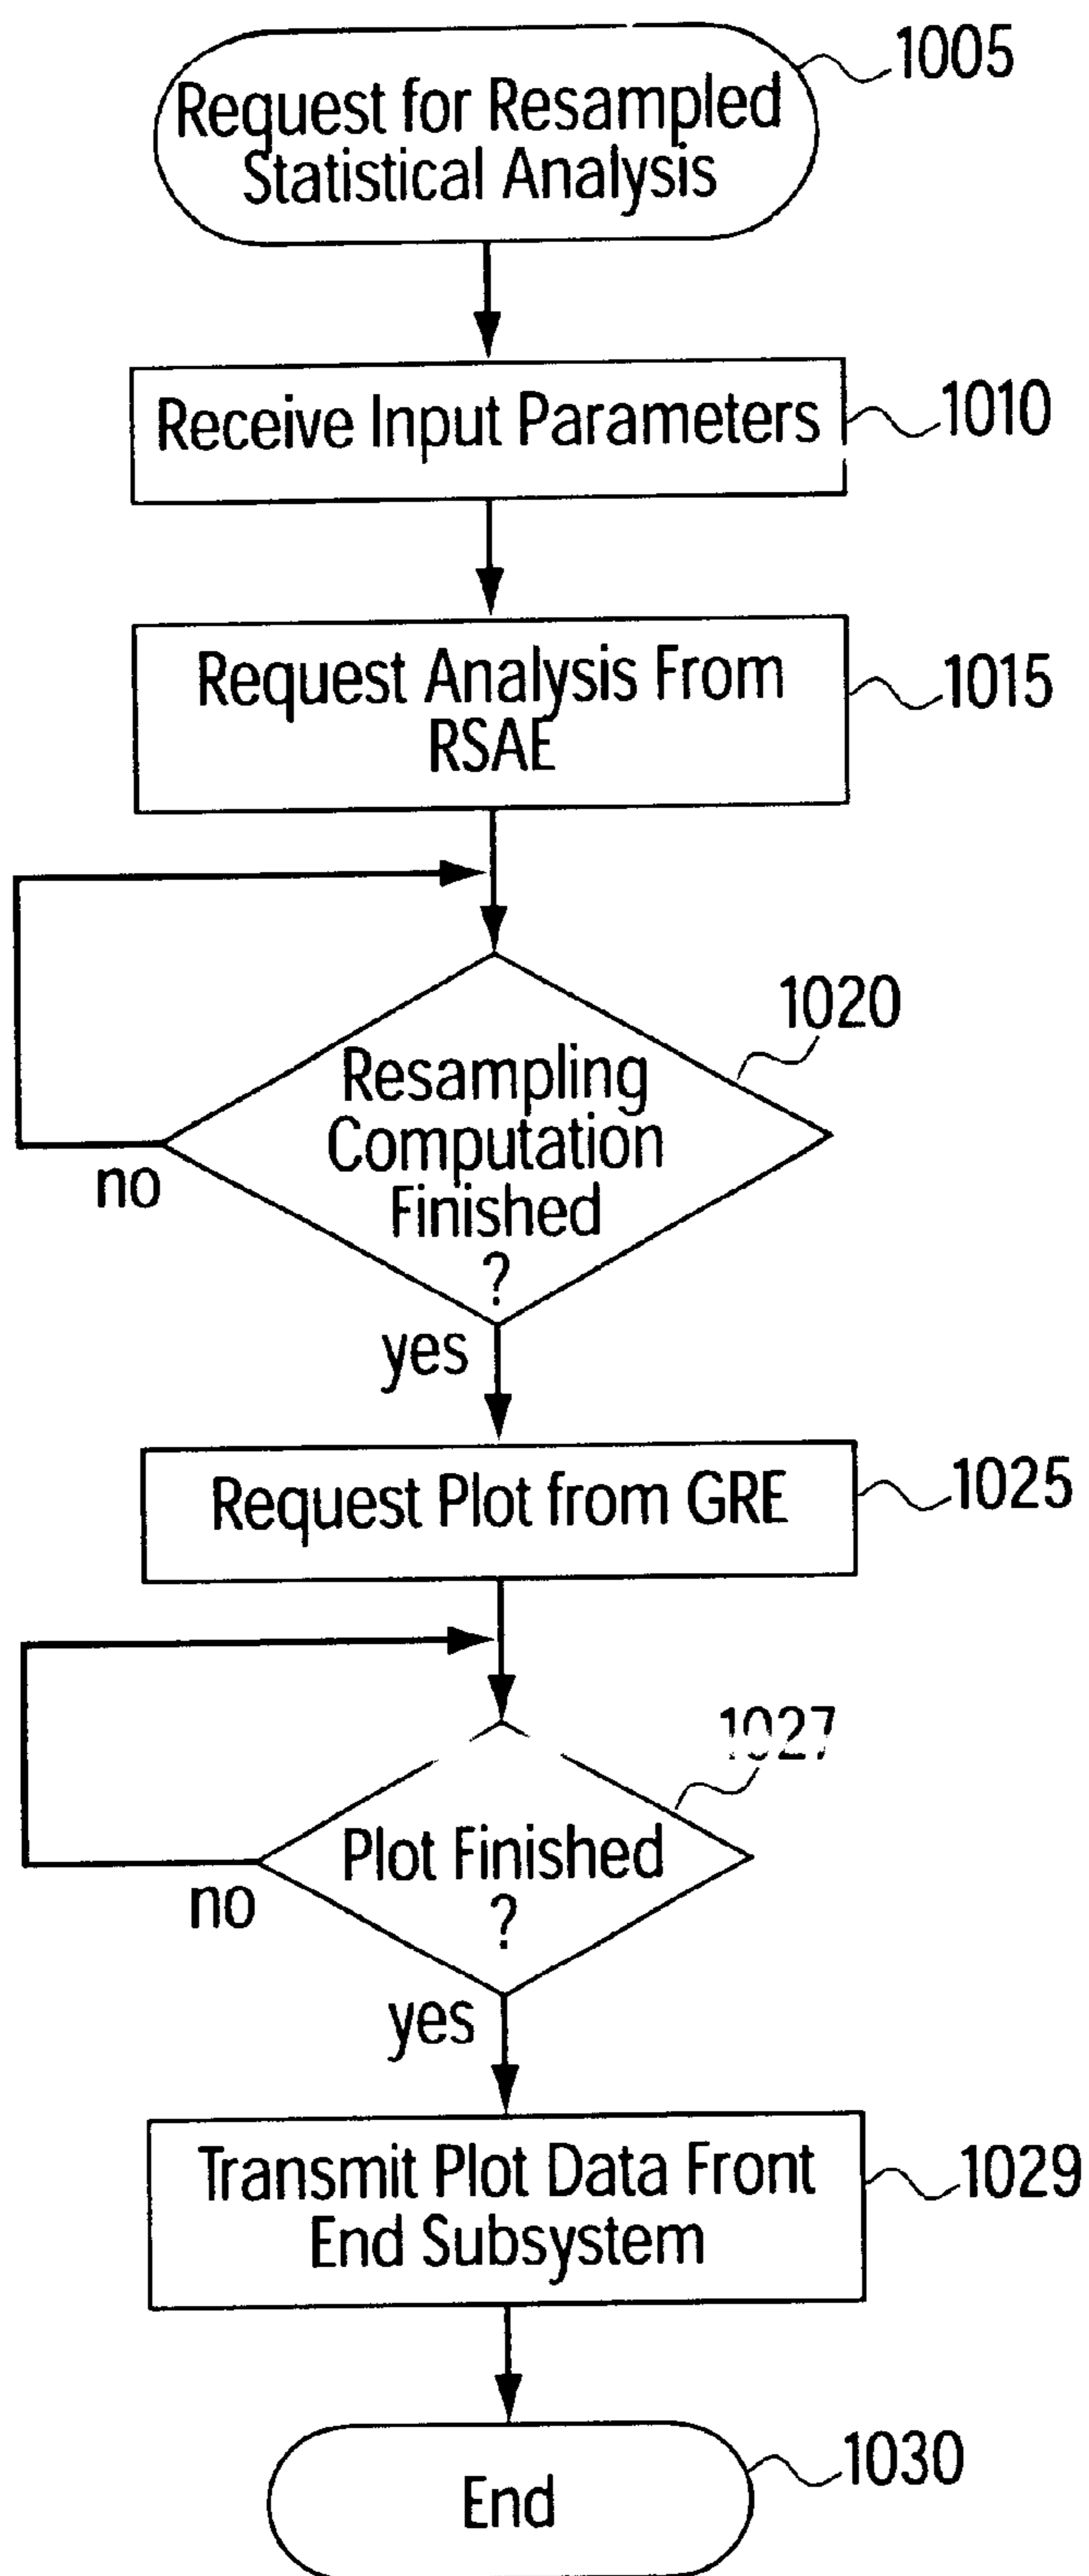 1005
Request for Resampled
Statistical Analysis
Receive Input Parameters
1010
Request Analysis From
RSAE
1015
1020
Resampling
Computation
Finished
?
no
yes
Request Plot from GRE
1025
1027
Plot Finished
?
no
yes
Transmit Plot Data Front
End Subsystem
1029
End
1030